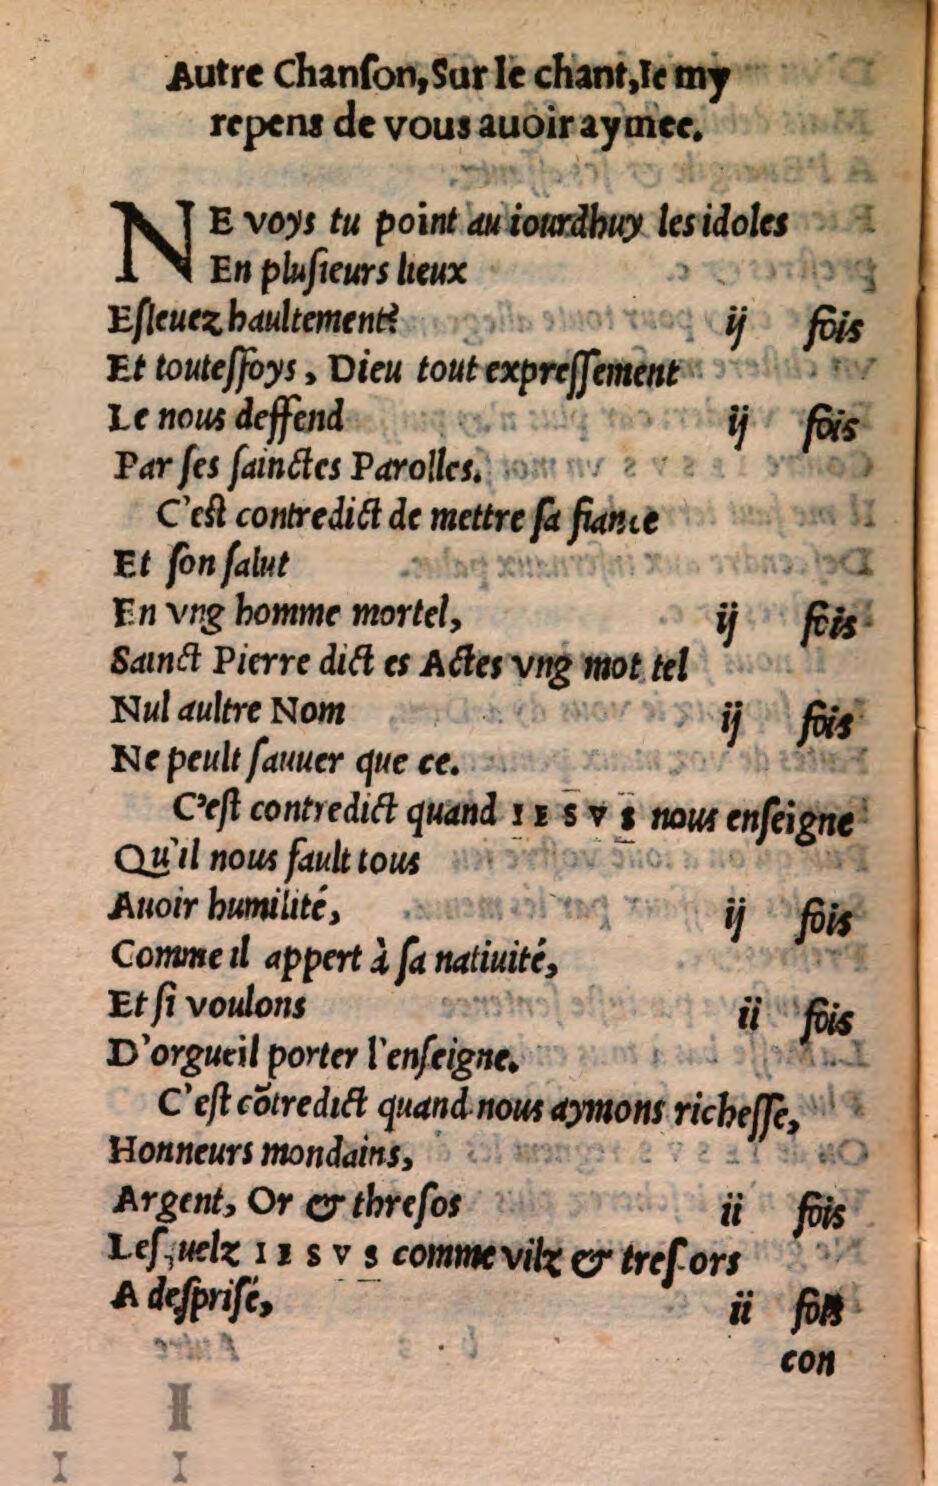 Autre Chanſon, Sur le chant, Ie my
repens de vous auoir aymee.
NE voys tu point au iourdhuy les idoles
En pluſieurs lieux
Eſleuez haultement? ij fois
Et touteſfoys, Dieu tout expreſſement
Le nous deffend ij fois
Par ſes ſainctes Parolles.
C'eſt contredict de mettre ſa fiance
Et ſon ſalut
En vng homme mortel, ij fois
Sainct Pierre dict es Actes vng mot tel
Nul aultre Nom ij fois
Ne peult ſauuer que ce.
C'eſt contredict quand IESVS nous enſeigne
Qu'il nous fault tous
Auoir humilité, ij fois
Comme il appert à ſa natiuité,
Et ſi voulons ii fois
D'orgueil porter l'enſeigne.
C'eſt cōtredict quand nous aymons richeſſe,
Honneurs mondains,
Argent, Or & threſos ii fois
Leſquelz IESVS comme vilz & treſ-ors
A deſpriſé, ii fois
con